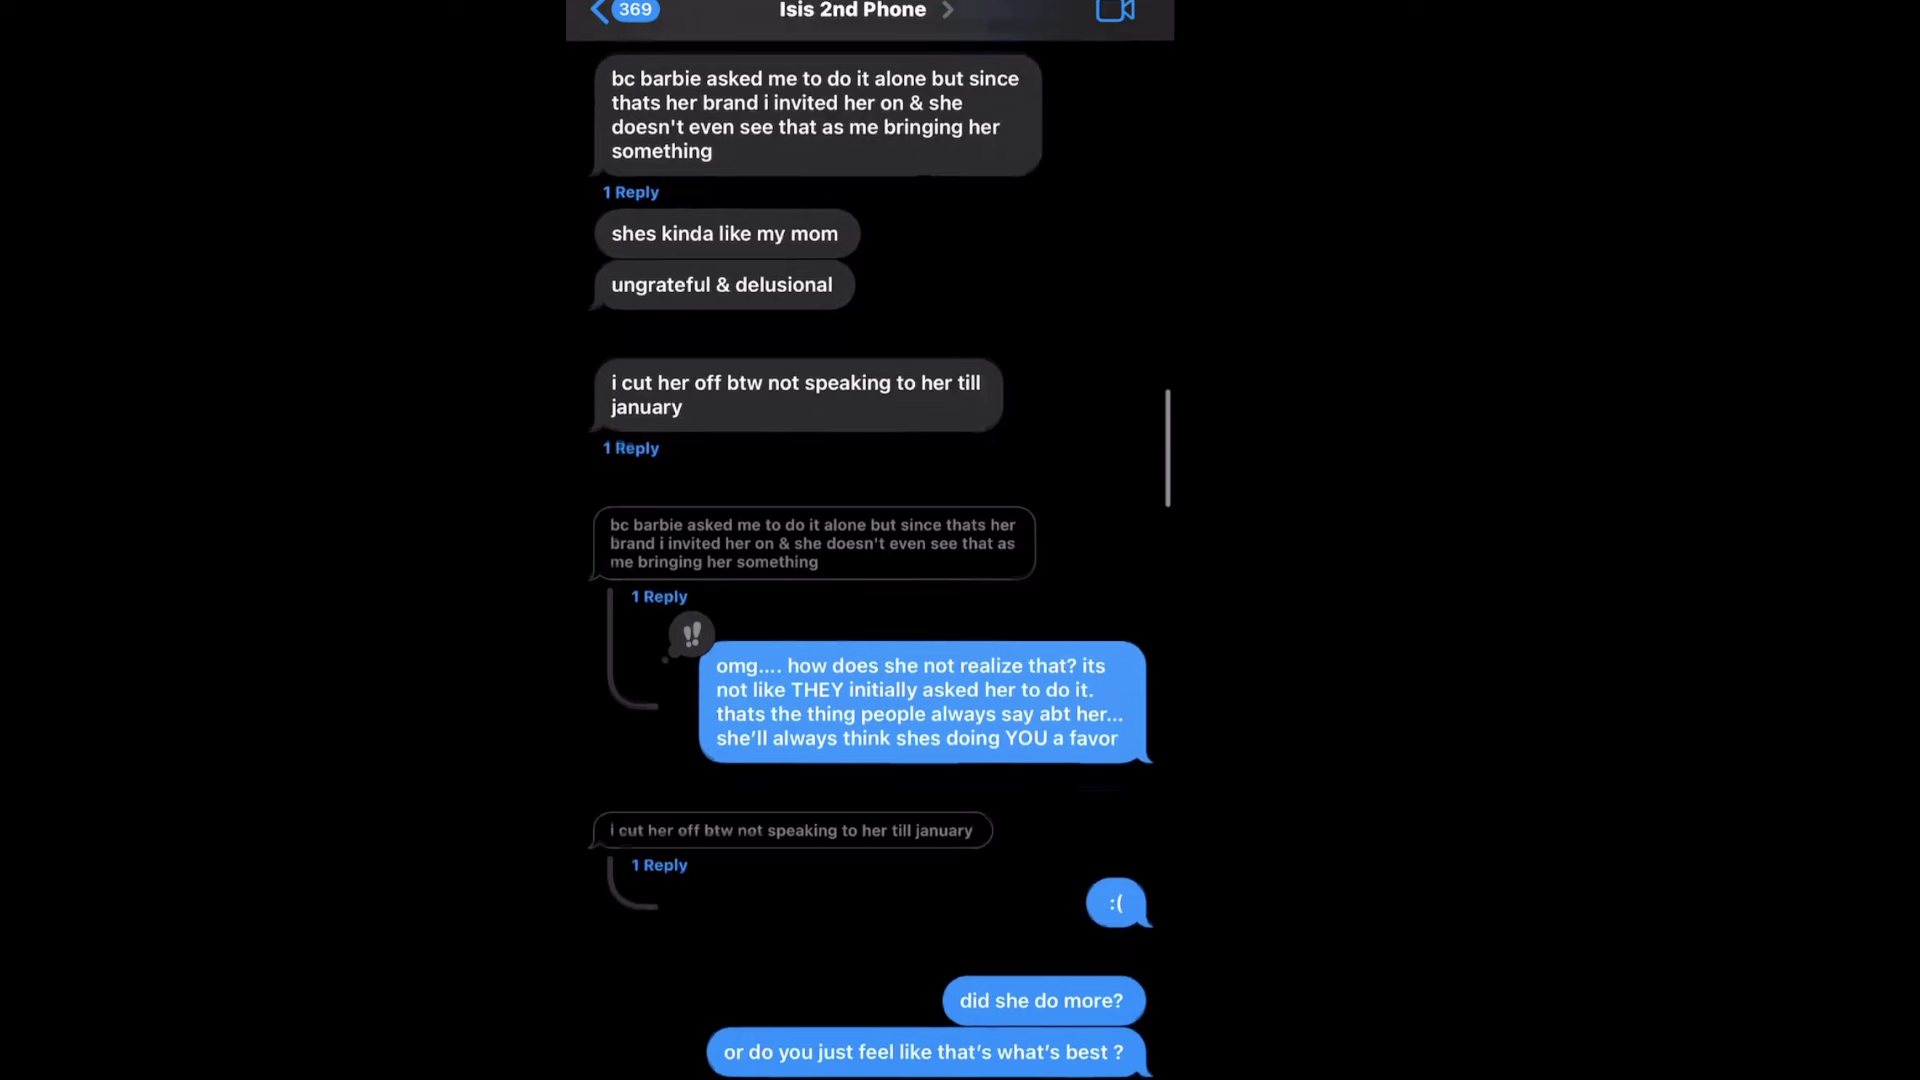 369
Isis 2nd Phone
bc barbie asked me to do it alone but since
thats her brand i invited her on & she
doesn't even see that as me bringing her
something
1 Reply
shes kinda like my mom
ungrateful & delusional
i cut her off btw not speaking to her till
january
1 Reply
bc barbie asked me to do it alone but since thats her
brand i invited her on & she doesn't even see that as
me bringing her something
1 Reply
!!
omg.... how does she not realize that? its
not like THEY initially asked her to do it.
thats the thing people always say abt her...
she’ll always think shes doing YOU a favor
i cut her off btw not speaking to her till january
1 Reply
:(
did she do more?
or do you just feel like that’s what’s best ?